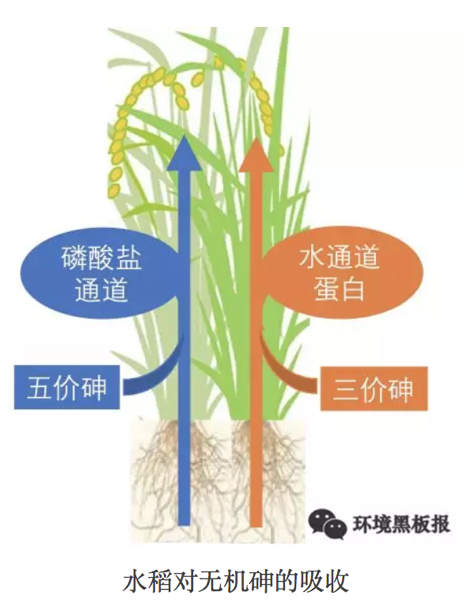 磷酸盐
通道
水通道
蛋白
五价砷
三价砷
环境黑板报
水稻对无机砷的吸收